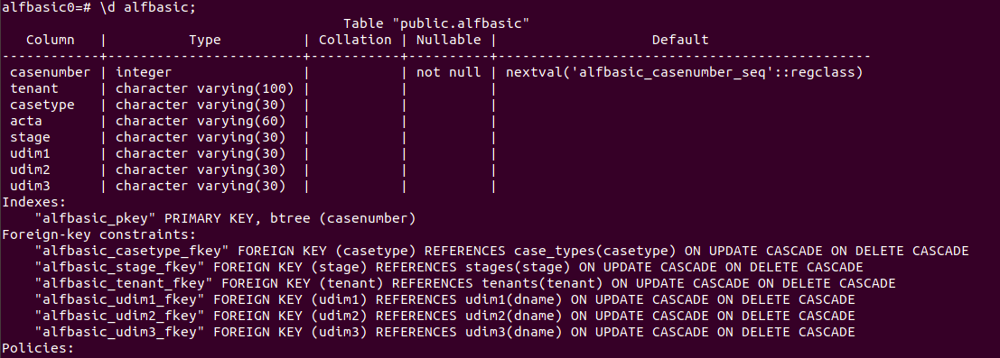 alfbasic0=# \d alfbasic;
                                            Table "public.alfbasic"
   Column   |          Type          | Collation | Nullable |                    Default
------------+------------------------+-----------+----------+----------------------------------------------
 casenumber | integer                |           | not null | nextval('alfbasic_casenumber_seq'::regclass)
 tenant     | character varying(100) |           |          |
 casetype   | character varying(30)  |           |          |
 acta       | character varying(60)  |           |          |
 stage      | character varying(30)  |           |          |
 udim1      | character varying(30)  |           |          |
 udim2      | character varying(30)  |           |          |
 udim3      | character varying(30)  |           |          |
Indexes:
    "alfbasic_pkey" PRIMARY KEY, btree (casenumber)
Foreign-key constraints:
    "alfbasic_casetype_fkey" FOREIGN KEY (casetype) REFERENCES case_types(casetype) ON UPDATE CASCADE ON DELETE CASCADE
    "alfbasic_stage_fkey" FOREIGN KEY (stage) REFERENCES stages(stage) ON UPDATE CASCADE ON DELETE CASCADE
    "alfbasic_tenant_fkey" FOREIGN KEY (tenant) REFERENCES tenants(tenant) ON UPDATE CASCADE ON DELETE CASCADE
    "alfbasic_udim1_fkey" FOREIGN KEY (udim1) REFERENCES udim1(dname) ON UPDATE CASCADE ON DELETE CASCADE
    "alfbasic_udim2_fkey" FOREIGN KEY (udim2) REFERENCES udim2(dname) ON UPDATE CASCADE ON DELETE CASCADE
    "alfbasic_udim3_fkey" FOREIGN KEY (udim3) REFERENCES udim3(dname) ON UPDATE CASCADE ON DELETE CASCADE
Policies: